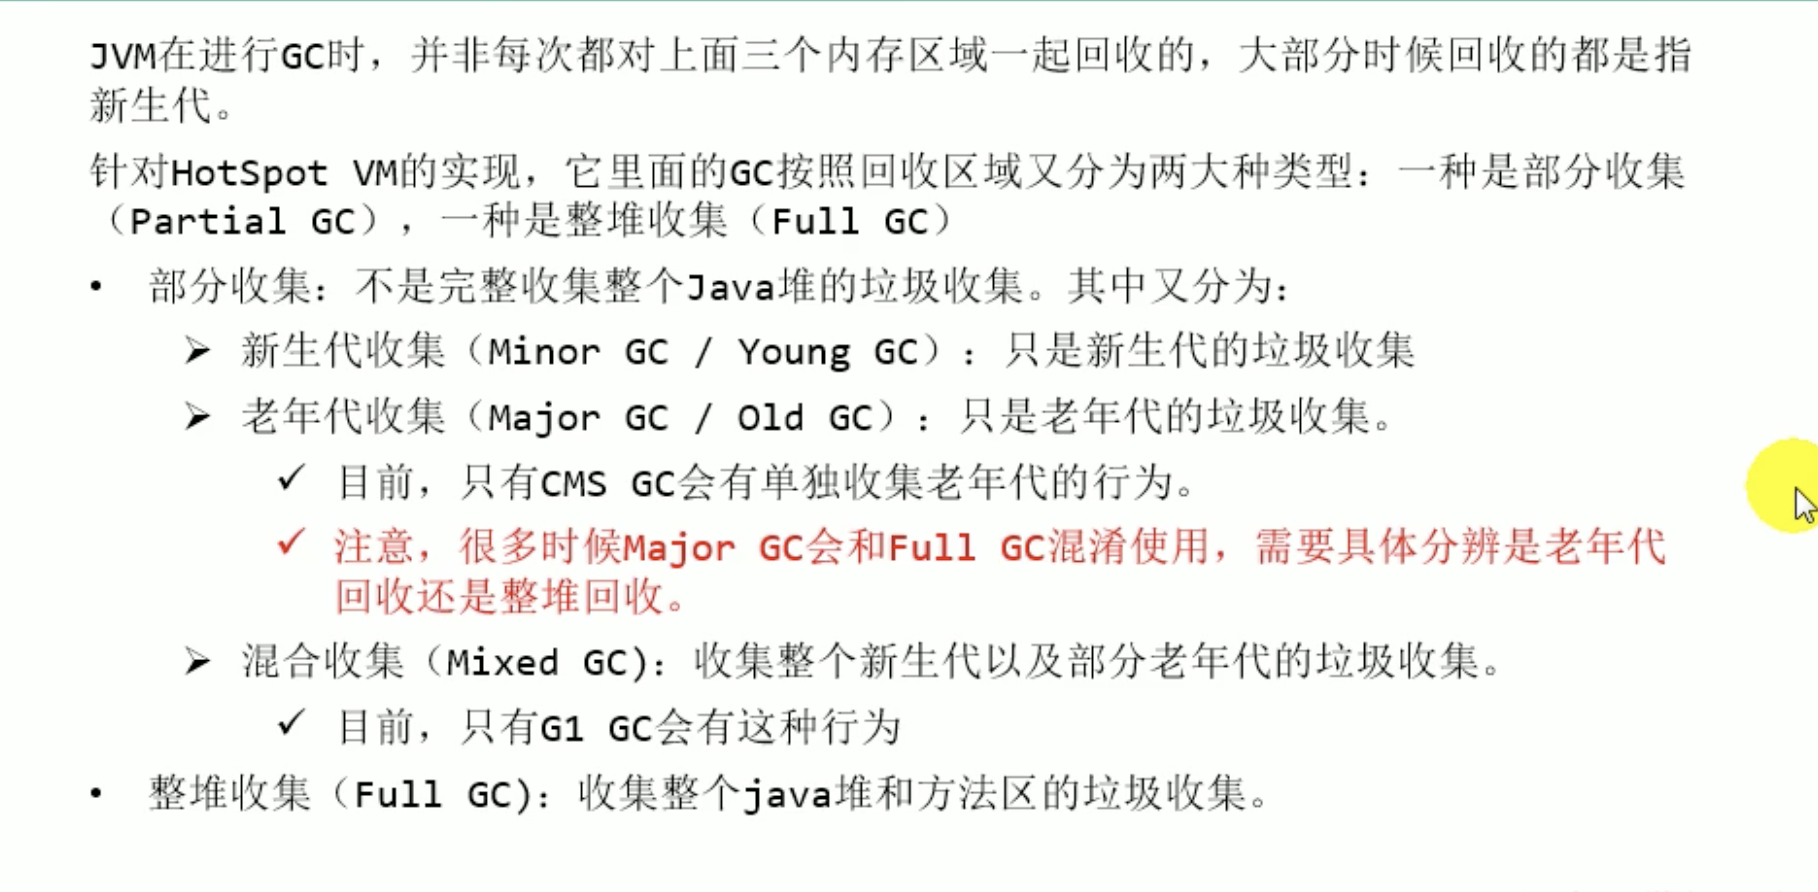 JVM在进行GC时，并非每次都对上面三个内存区域一起回收的，大部分时候回收的都是指
新生代。
针对HotSpot VM的实现，它里面的GC按照回收区域又分为两大种类型：一种是部分收集
（Partial GC），一种是整堆收集（Full GC）
• 部分收集：不是完整收集整个Java堆的垃圾收集。其中又分为：
➢ 新生代收集（Minor GC / Young GC）：只是新生代的垃圾收集
➢ 老年代收集（Major GC / Old GC）：只是老年代的垃圾收集。
✓ 目前，只有CMS GC会有单独收集老年代的行为。
✓ 注意，很多时候Major GC会和Full GC混淆使用，需要具体分辨是老年代
回收还是整堆回收。
➢ 混合收集（Mixed GC)：收集整个新生代以及部分老年代的垃圾收集。
✓ 目前，只有G1 GC会有这种行为
• 整堆收集（Full GC)：收集整个java堆和方法区的垃圾收集。